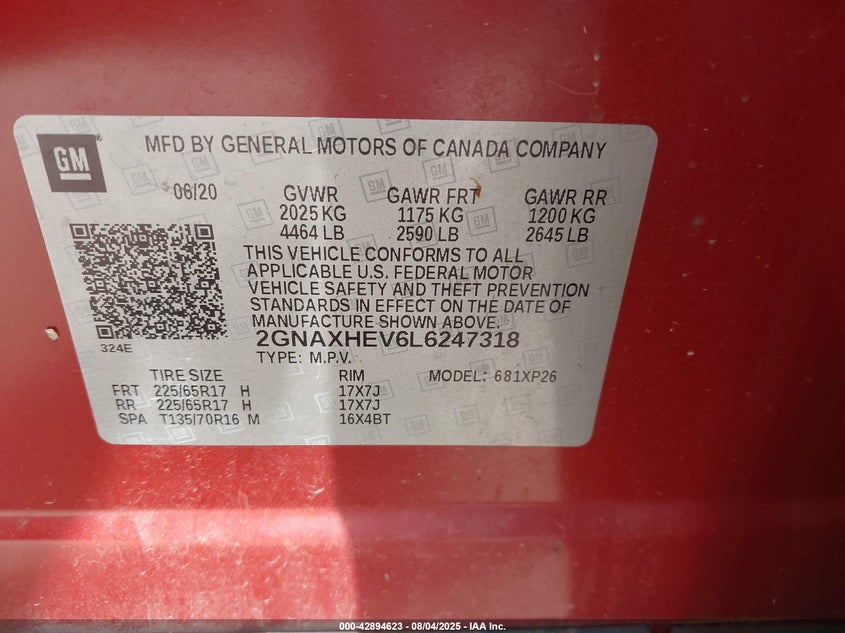 GM
MFD BY GENERAL MOTORS OF CANADA COMPANY
06/20 GVWR GAWR FRT GAWR RR
2025 KG 1175 KG 1200 KG
4464 LB 2590 LB 2645 LB
THIS VEHICLE CONFORMS TO ALL
APPLICABLE U.S. FEDERAL MOTOR
VEHICLE SAFETY AND THEFT PREVENTION
STANDARDS IN EFFECT ON THE DATE OF
MANUFACTURE SHOWN ABOVE.
324E
2GNAXHEV6L6247318
TYPE: M.P.V.
TIRE SIZE RIM MODEL: 681XP26
FRT 225/65R17 H 17X7J
RR 225/65R17 H 17X7J
SPA T135/70R16 M 16X4BT
000-42894623 - 08/04/2025 - IAA Inc.